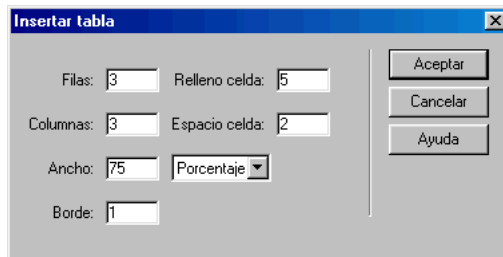 Insertar tabla
Filas: 3 Relleno celda: 5 Aceptar
Columnas: 3 Espacio celda: 2 Cancelar
Ancho: 75 Porcentaje Ayuda
Borde: 1